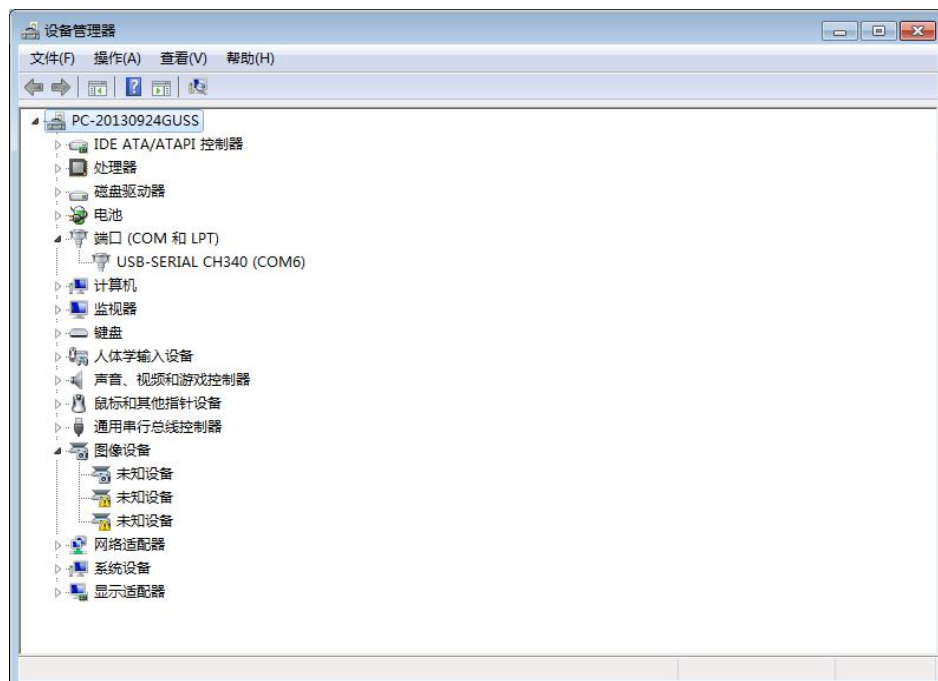 设备管理器
文件(F) 操作(A) 查看(V) 帮助(H)
PC-20130924GUSS
IDE ATA/ATAPI 控制器
处理器
磁盘驱动器
电池
端口 (COM 和 LPT)
USB-SERIAL CH340 (COM6)
计算机
监视器
键盘
人体学输入设备
声音、视频和游戏控制器
鼠标和其他指针设备
通用串行总线控制器
图像设备
未知设备
未知设备
未知设备
网络适配器
系统设备
显示适配器